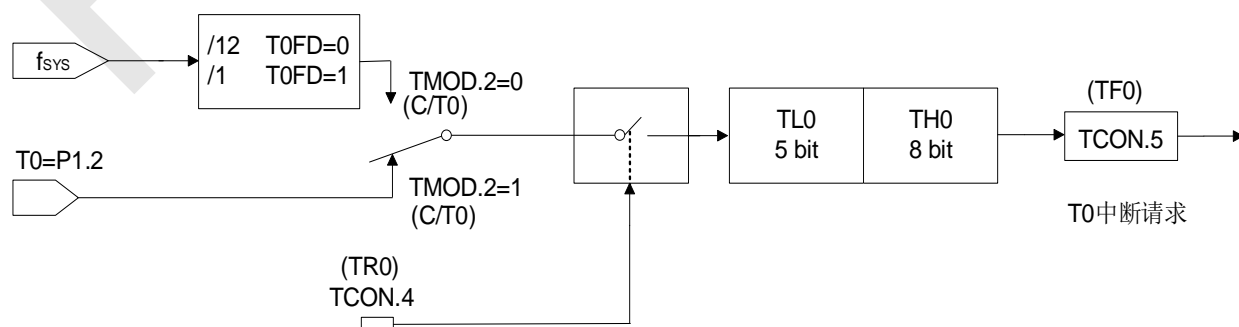 fSYS
/12 T0FD=0
/1 T0FD=1
TMOD.2=0
(C/T0)
T0=P1.2
TMOD.2=1
(C/T0)
(TR0)
TCON.4
TL0
5 bit
TH0
8 bit
(TF0)
TCON.5
T0中断请求